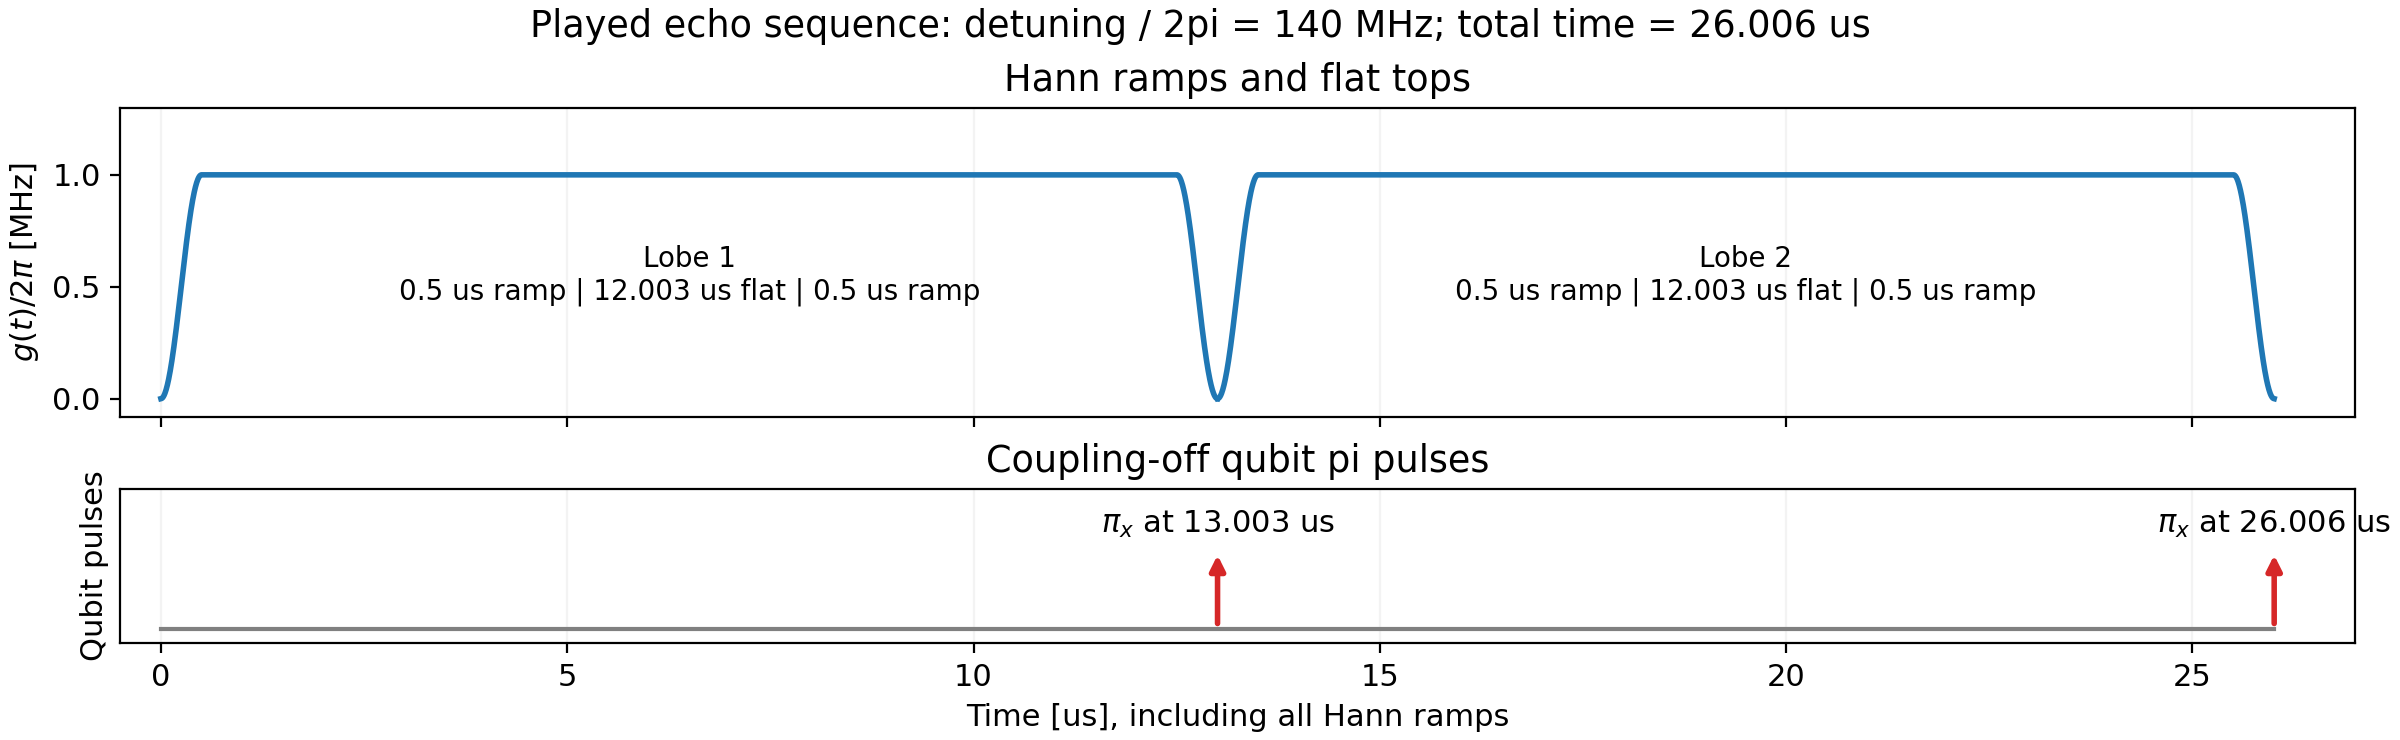 Played echo sequence: detuning / 2pi = 140 MHz; total time = 26.006 us
Hann ramps and flat tops
g(t)/2π [MHz]
1.0
0.5
0.0
Lobe 1
0.5 us ramp | 12.003 us flat | 0.5 us ramp
Lobe 2
0.5 us ramp | 12.003 us flat | 0.5 us ramp
Coupling-off qubit pi pulses
Qubit pulses
πₓ at 13.003 us
πₓ at 26.006 us
0 5 10 15 20 25
Time [us], including all Hann ramps